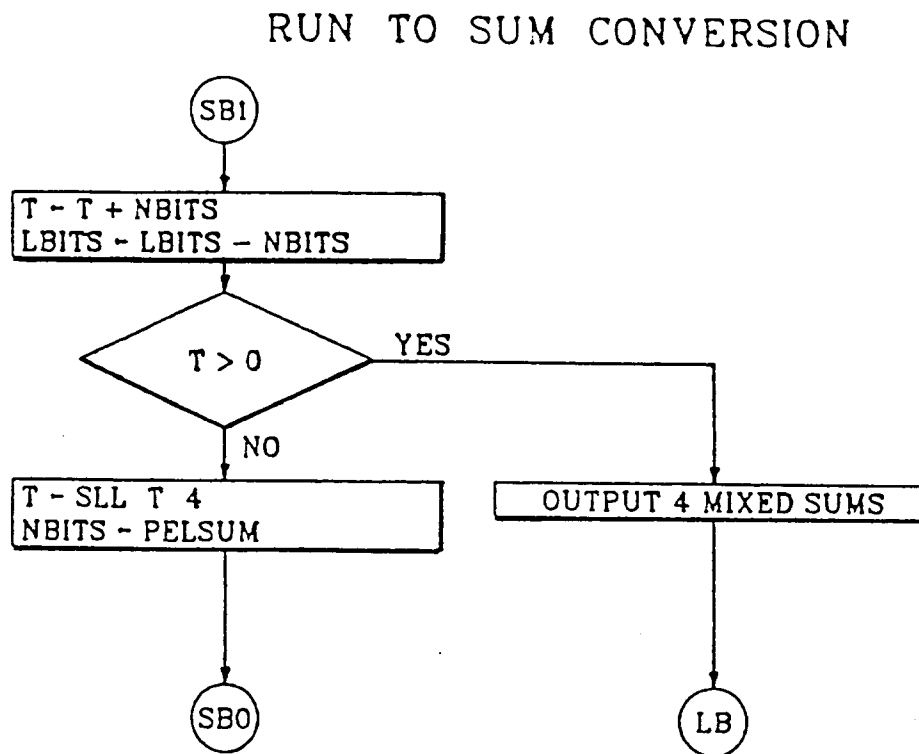 RUN TO SUM CONVERSION
SB1
T - T + NBITS
LBITS - LBITS - NBITS
T > 0
YES
NO
T - SLL T 4
NBITS - PELSUM
OUTPUT 4 MIXED SUMS
SB0
LB